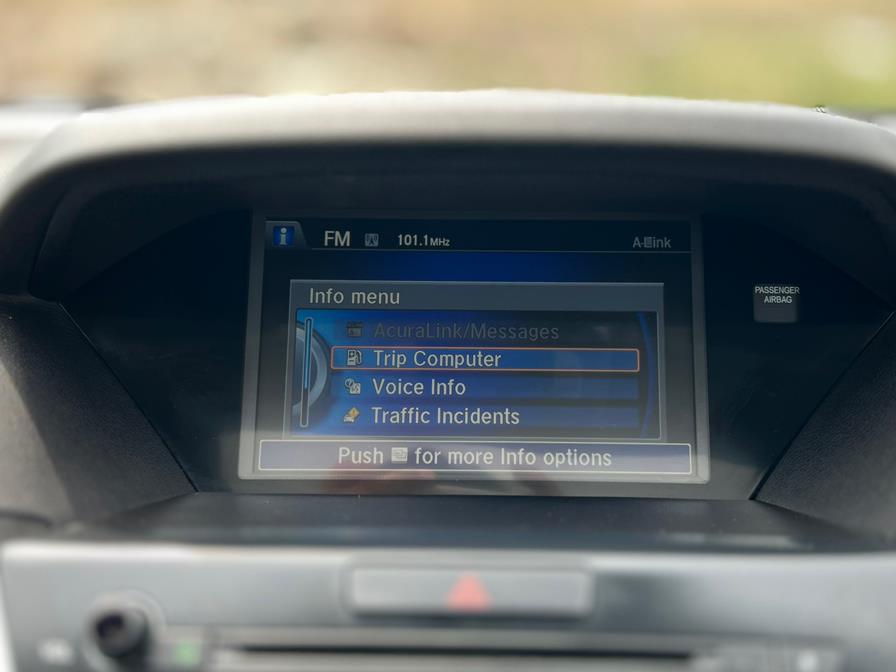 i FM 101.1MHz A-Link
Info menu
AcuraLink/Messages
Trip Computer
Voice Info
Traffic Incidents
Push for more Info options
PASSENGER
AIRBAG